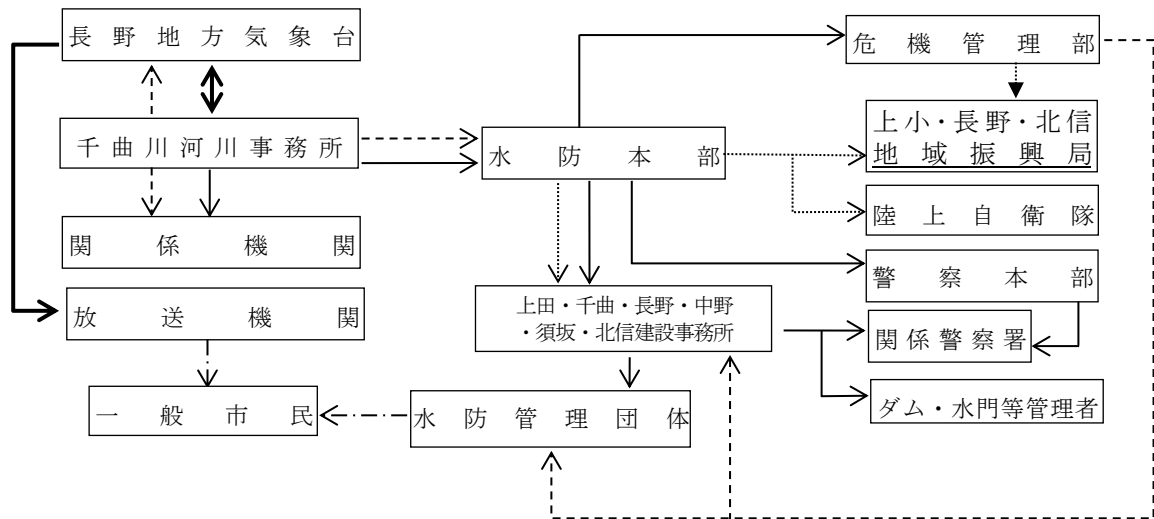 長野地方気象台
危機管理部
上小・長野・北信
地域振興局
千曲川河川事務所
水防本部
陸上自衛隊
関係機関
警察本部
放送機関
上田・千曲・長野・中野
・須坂・北信建設事務所
関係警察署
ダム・水門等管理者
一般市民
水防管理団体